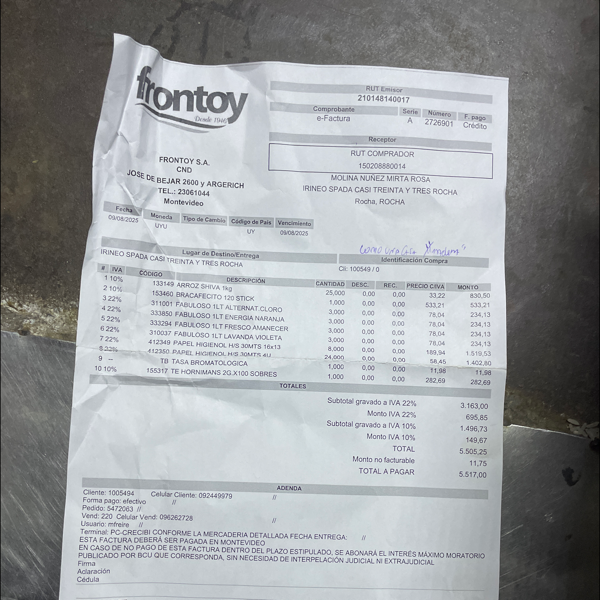 frontoy
Desde 1946
FRONTOY S.A.
CND
JOSE DE BEJAR 2600 y ARGERICH
TEL.: 23061044
Montevideo
RUT Emisor
210148140017
Comprobante Serie Número F. pago
e-Factura A 2726901 Crédito
Receptor
RUT COMPRADOR
150208880014
MOLINA NUÑEZ MIRTA ROSA
IRINEO SPADA CASI TREINTA Y TRES ROCHA
Rocha, ROCHA
Fecha Moneda Tipo de Cambio Código de País Vencimiento
09/08/2025 UYU UY 09/08/2025
Lugar de Destino/Entrega
IRINEO SPADA CASI TREINTA Y TRES ROCHA
Identificación Compra
Cli: 100549 / 0
# IVA CÓDIGO DESCRIPCIÓN CANTIDAD DESC. REC. PRECIO C/IVA MONTO
1 10% 133149 ARROZ SHIVA 1kg 25,000 0,00 0,00 33,22 830,50
2 10% 153460 BRACAFECITO 120 STICK 1,000 0,00 0,00 533,21 533,21
3 22% 311001 FABULOSO 1LT ALTERNAT.CLORO 3,000 0,00 0,00 78,04 234,13
4 22% 333850 FABULOSO 1LT ENERGIA NARANJA 3,000 0,00 0,00 78,04 234,13
5 22% 333294 FABULOSO 1LT FRESCO AMANECER 3,000 0,00 0,00 78,04 234,13
6 22% 310037 FABULOSO 1LT LAVANDA VIOLETA 3,000 0,00 0,00 78,04 234,13
7 22% 412349 PAPEL HIGIENOL H/S 30MTS 16x13 8,000 0,00 0,00 189,94 1.519,53
8 22% 412350 PAPEL HIGIENOL H/S 30MTS 4U 24,000 0,00 0,00 58,45 1.402,80
9 -- TB TASA BROMATOLOGICA 1,000 0,00 0,00 11,98 11,98
10 10% 155317 TE HORNIMANS 2G.X100 SOBRES 1,000 0,00 0,00 282,69 282,69
TOTALES
Subtotal gravado a IVA 22% 3.163,00
Monto IVA 22% 695,85
Subtotal gravado a IVA 10% 1.496,73
Monto IVA 10% 149,67
TOTAL 5.505,25
Monto no facturable 11,75
TOTAL A PAGAR 5.517,00
ADENDA
Cliente: 1005494 Celular Cliente: 092449979 //
Forma pago: efectivo //
Pedido: 5472083 //
Vend: 220 Celular Vend: 096262728
Usuario: mfreire //
Terminal: PC-CRECIBI CONFORME LA MERCADERIA DETALLADA FECHA ENTREGA: //
ESTA FACTURA DEBERÁ SER PAGADA EN MONTEVIDEO
EN CASO DE NO PAGO DE ESTA FACTURA DENTRO DEL PLAZO ESTIPULADO, SE ABONARÁ EL INTERÉS MÁXIMO MORATORIO
PUBLICADO POR BCU QUE CORRESPONDA, SIN NECESIDAD DE INTERPELACIÓN JUDICIAL NI EXTRAJUDICIAL
Firma
Aclaración
Cédula